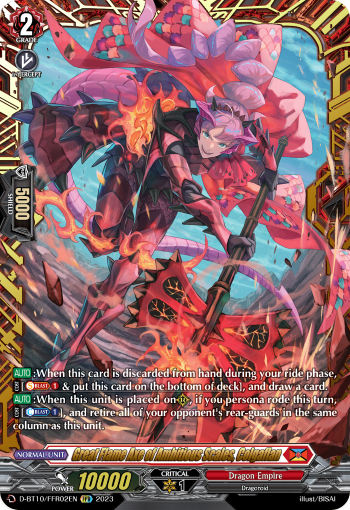 2
GRADE
INTERCEPT
5000
SHIELD
AUTO :When this card is discarded from hand during your ride phase,
COST [S-BLAST 1 & put this card on the bottom of deck], and draw a card.
AUTO :When this unit is placed on R, if you persona rode this turn,
COST [C-BLAST 1], and retire all of your opponent's rear-guards in the same
column as this unit.
NORMAL UNIT
Great Flame Axe of Ambitious Scales,
POWER 10000
CRITICAL
1
Dragon Empire
Dragoroid
D-BT10/FFR02EN FFR 2023
illust/BISAI